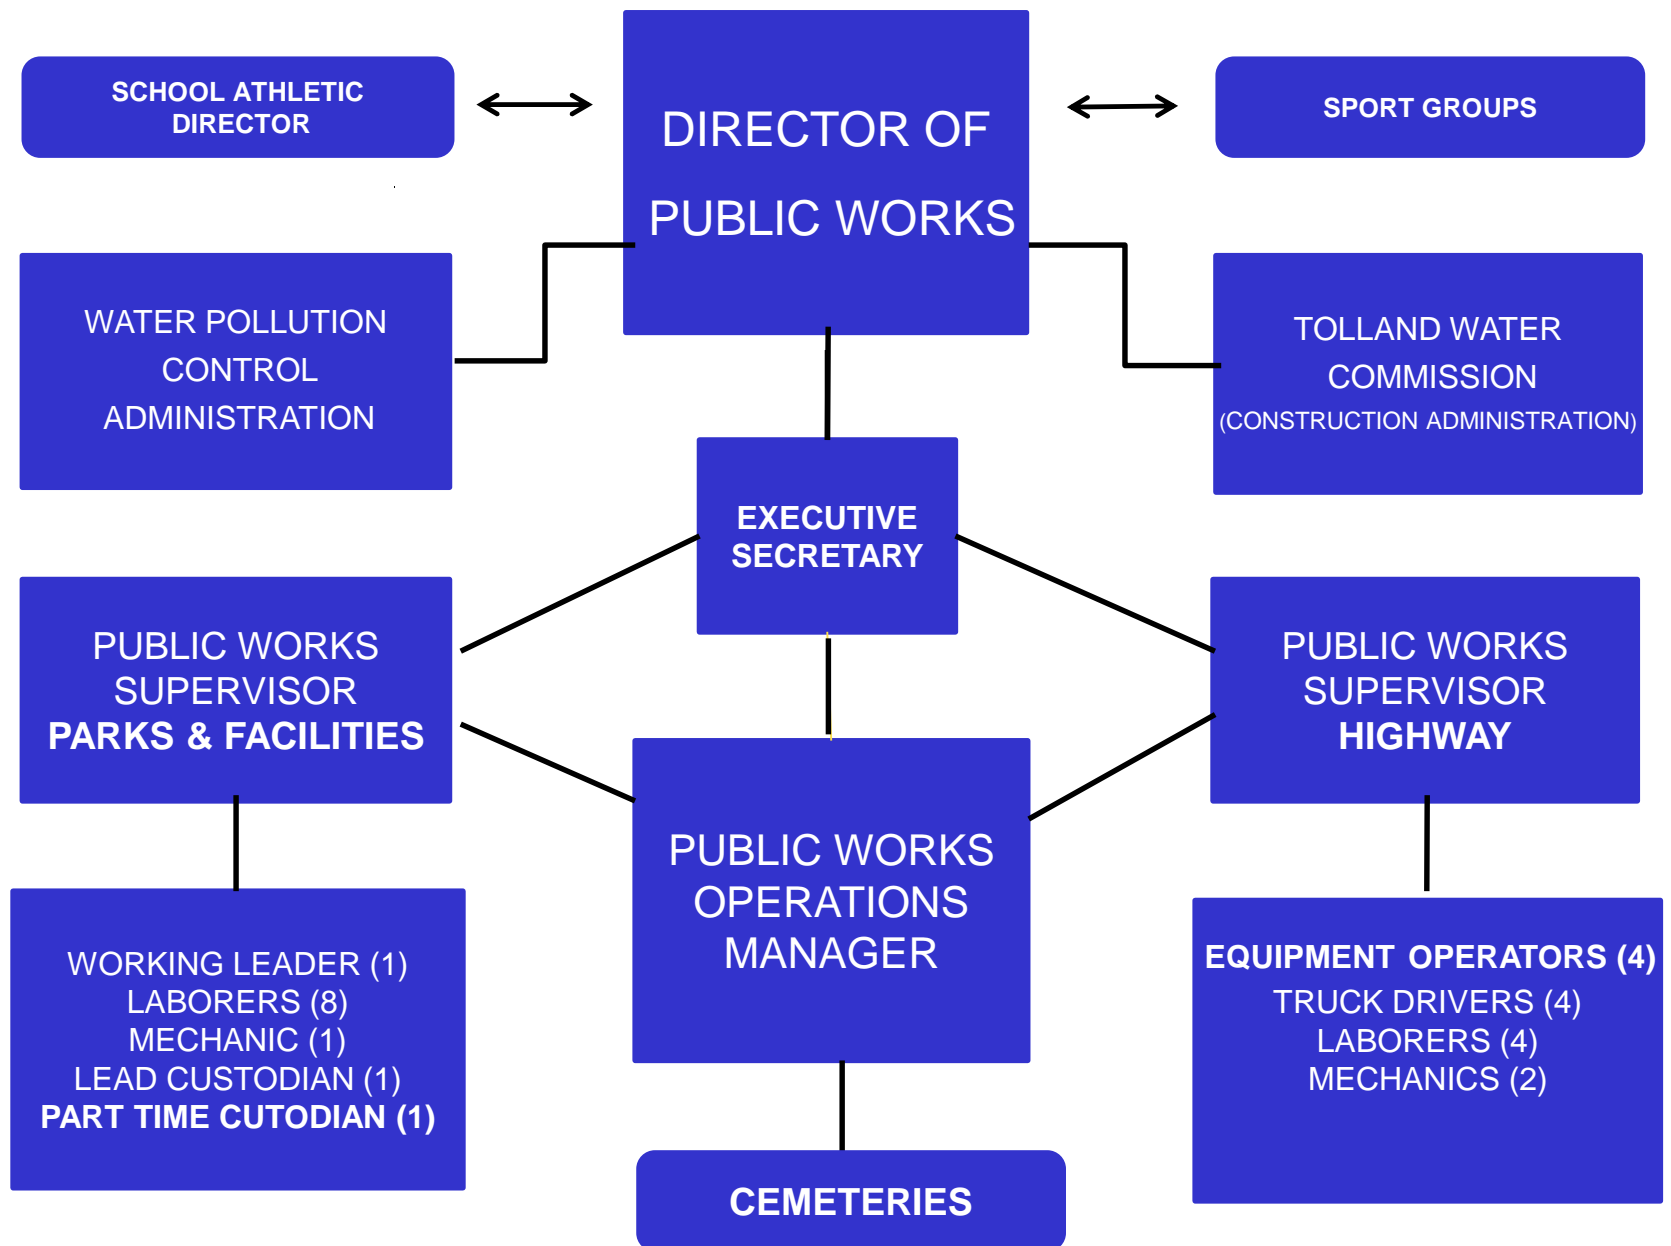 SCHOOL ATHLETIC
DIRECTOR
DIRECTOR OF
PUBLIC WORKS
SPORT GROUPS
WATER POLLUTION
CONTROL
ADMINISTRATION
TOLLAND WATER
COMMISSION
(CONSTRUCTION ADMINISTRATION)
EXECUTIVE
SECRETARY
PUBLIC WORKS
SUPERVISOR
PARKS & FACILITIES
PUBLIC WORKS
SUPERVISOR
HIGHWAY
PUBLIC WORKS
OPERATIONS
MANAGER
WORKING LEADER (1)
LABORERS (8)
MECHANIC (1)
LEAD CUSTODIAN (1)
PART TIME CUTODIAN (1)
EQUIPMENT OPERATORS (4)
TRUCK DRIVERS (4)
LABORERS (4)
MECHANICS (2)
CEMETERIES